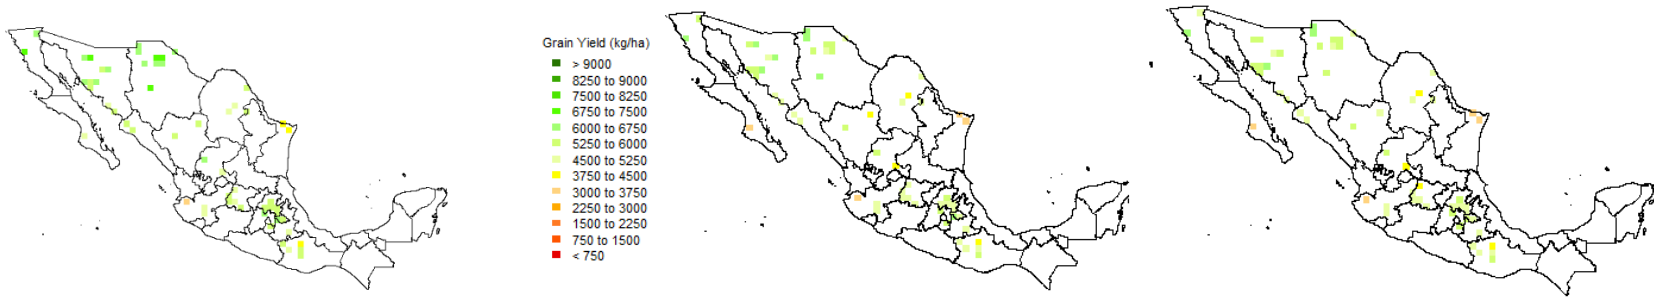 Grain Yield (kg/ha)
> 9000
8250 to 9000
7500 to 8250
6750 to 7500
6000 to 6750
5250 to 6000
4500 to 5250
3750 to 4500
3000 to 3750
2250 to 3000
1500 to 2250
750 to 1500
< 750